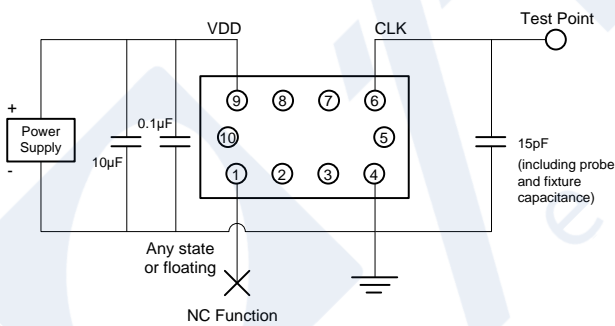 Test Point
VDD
CLK
+
Power
Supply
-
10µF
0.1µF
9
8
7
6
10
5
1
2
3
4
15pF
(including probe
and fixture
capacitance)
Any state
or floating
NC Function